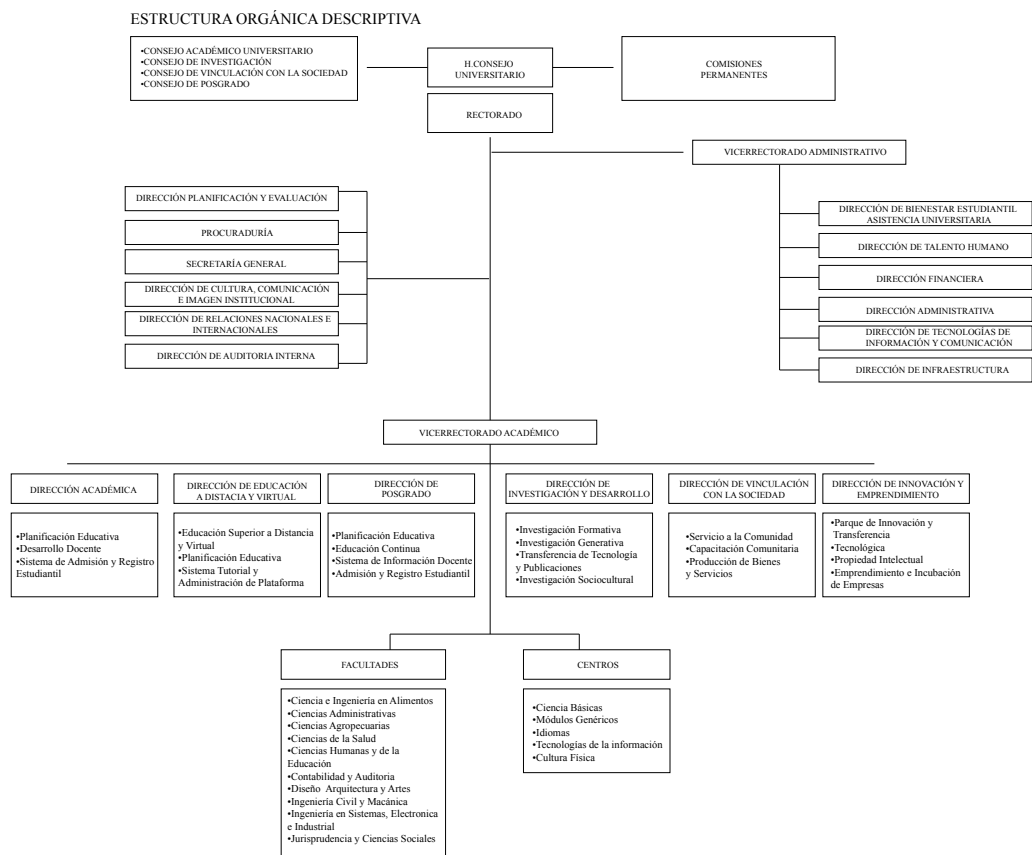 ESTRUCTURA ORGÁNICA DESCRIPTIVA
•CONSEJO ACADÉMICO UNIVERSITARIO
•CONSEJO DE INVESTIGACIÓN
•CONSEJO DE VINCULACIÓN CON LA SOCIEDAD
•CONSEJO DE POSGRADO
H.CONSEJO
UNIVERSITARIO
COMISIONES
PERMANENTES
RECTORADO
VICERRECTORADO ADMINISTRATIVO
DIRECCIÓN PLANIFICACIÓN Y EVALUACIÓN
PROCURADURÍA
SECRETARÍA GENERAL
DIRECCIÓN DE CULTURA, COMUNICACIÓN
E IMAGEN INSTITUCIONAL
DIRECCIÓN DE RELACIONES NACIONALES E
INTERNACIONALES
DIRECCIÓN DE AUDITORIA INTERNA
DIRECCIÓN DE BIENESTAR ESTUDIANTIL
ASISTENCIA UNIVERSITARIA
DIRECCIÓN DE TALENTO HUMANO
DIRECCIÓN FINANCIERA
DIRECCIÓN ADMINISTRATIVA
DIRECCIÓN DE TECNOLOGÍAS DE
INFORMACIÓN Y COMUNICACIÓN
DIRECCIÓN DE INFRAESTRUCTURA
VICERRECTORADO ACADÉMICO
DIRECCIÓN ACADÉMICA
•Planificación Educativa
•Desarrollo Docente
•Sistema de Admisión y Registro
Estudiantil
DIRECCIÓN DE EDUCACIÓN
A DISTACIA Y VIRTUAL
•Educación Superior a Distancia
y Virtual
•Planificación Educativa
•Sistema Tutorial y
Administración de Plataforma
DIRECCIÓN DE
POSGRADO
•Planificación Educativa
•Educación Continua
•Sistema de Información Docente
•Admisión y Registro Estudiantil
DIRECCIÓN DE
INVESTIGACIÓN Y DESARROLLO
•Investigación Formativa
•Investigación Generativa
•Transferencia de Tecnología
y Publicaciones
•Investigación Sociocultural
DIRECCIÓN DE VINCULACIÓN
CON LA SOCIEDAD
•Servicio a la Comunidad
•Capacitación Comunitaria
•Producción de Bienes
y Servicios
DIRECCIÓN DE INNOVACIÓN Y
EMPRENDIMIENTO
•Parque de Innovación y
Transferencia
•Tecnológica
•Propiedad Intelectual
•Emprendimiento e Incubación
de Empresas
FACULTADES
•Ciencia e Ingeniería en Alimentos
•Ciencias Administrativas
•Ciencias Agropecuarias
•Ciencias de la Salud
•Ciencias Humanas y de la
Educación
•Contabilidad y Auditoria
•Diseño Arquitectura y Artes
•Ingeniería Civil y Macánica
•Ingeniería en Sistemas, Electronica
e Industrial
•Jurisprudencia y Ciencias Sociales
CENTROS
•Ciencia Básicas
•Módulos Genéricos
•Idiomas
•Tecnologías de la información
•Cultura Física